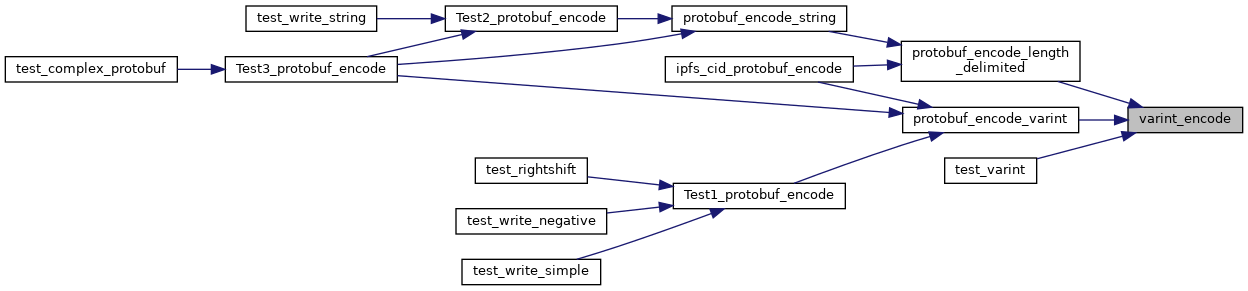 test_write_string
Test2_protobuf_encode
protobuf_encode_string
protobuf_encode_length
_delimited
test_complex_protobuf
Test3_protobuf_encode
ipfs_cid_protobuf_encode
protobuf_encode_varint
varint_encode
test_rightshift
test_varint
Test1_protobuf_encode
test_write_negative
test_write_simple